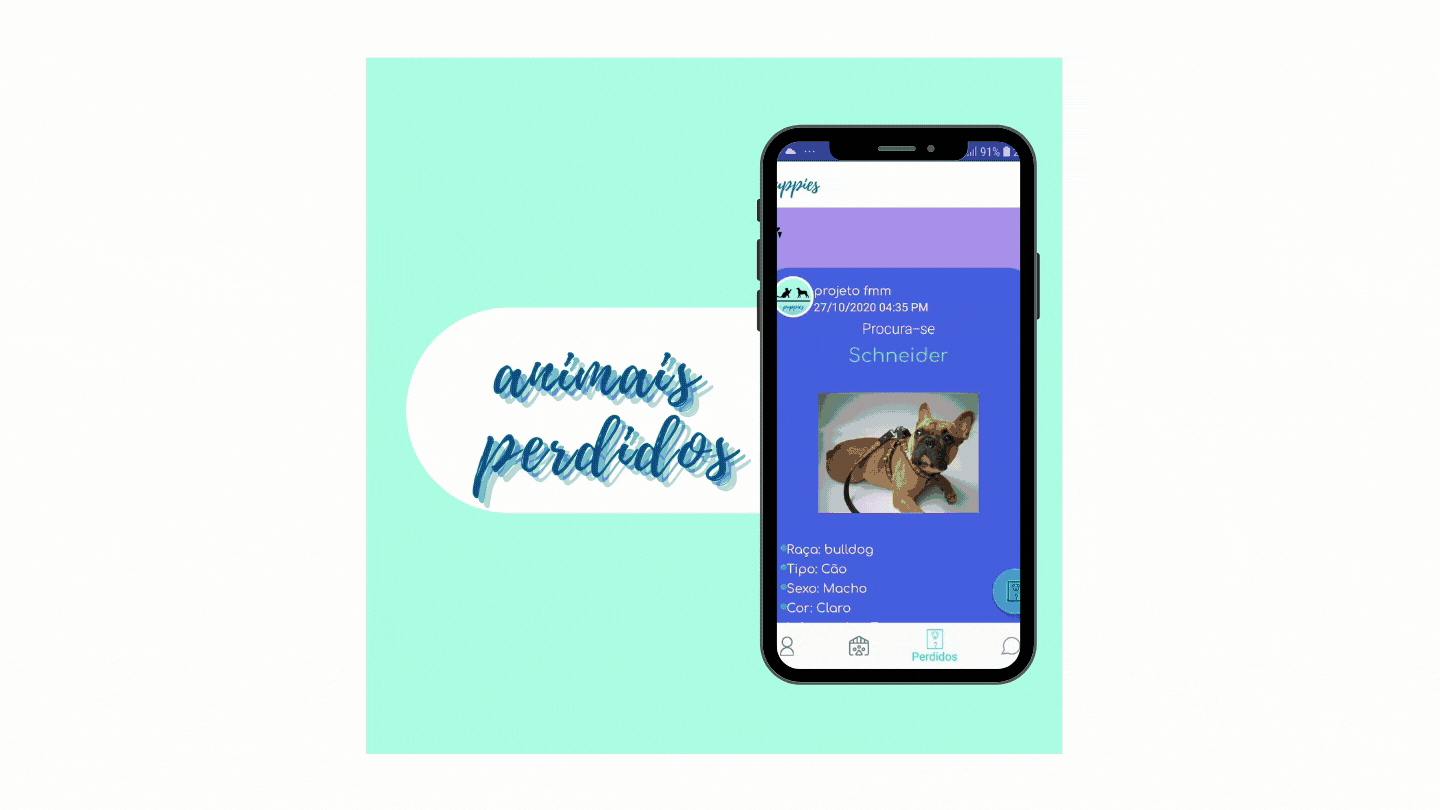 animais
perdidos
91%
uppies
projeto fmm
27/10/2020 04:35 PM
Procura-se
Schneider
puppies
Raça: bulldog
Tipo: Cão
Sexo: Macho
Cor: Claro
Perdidos